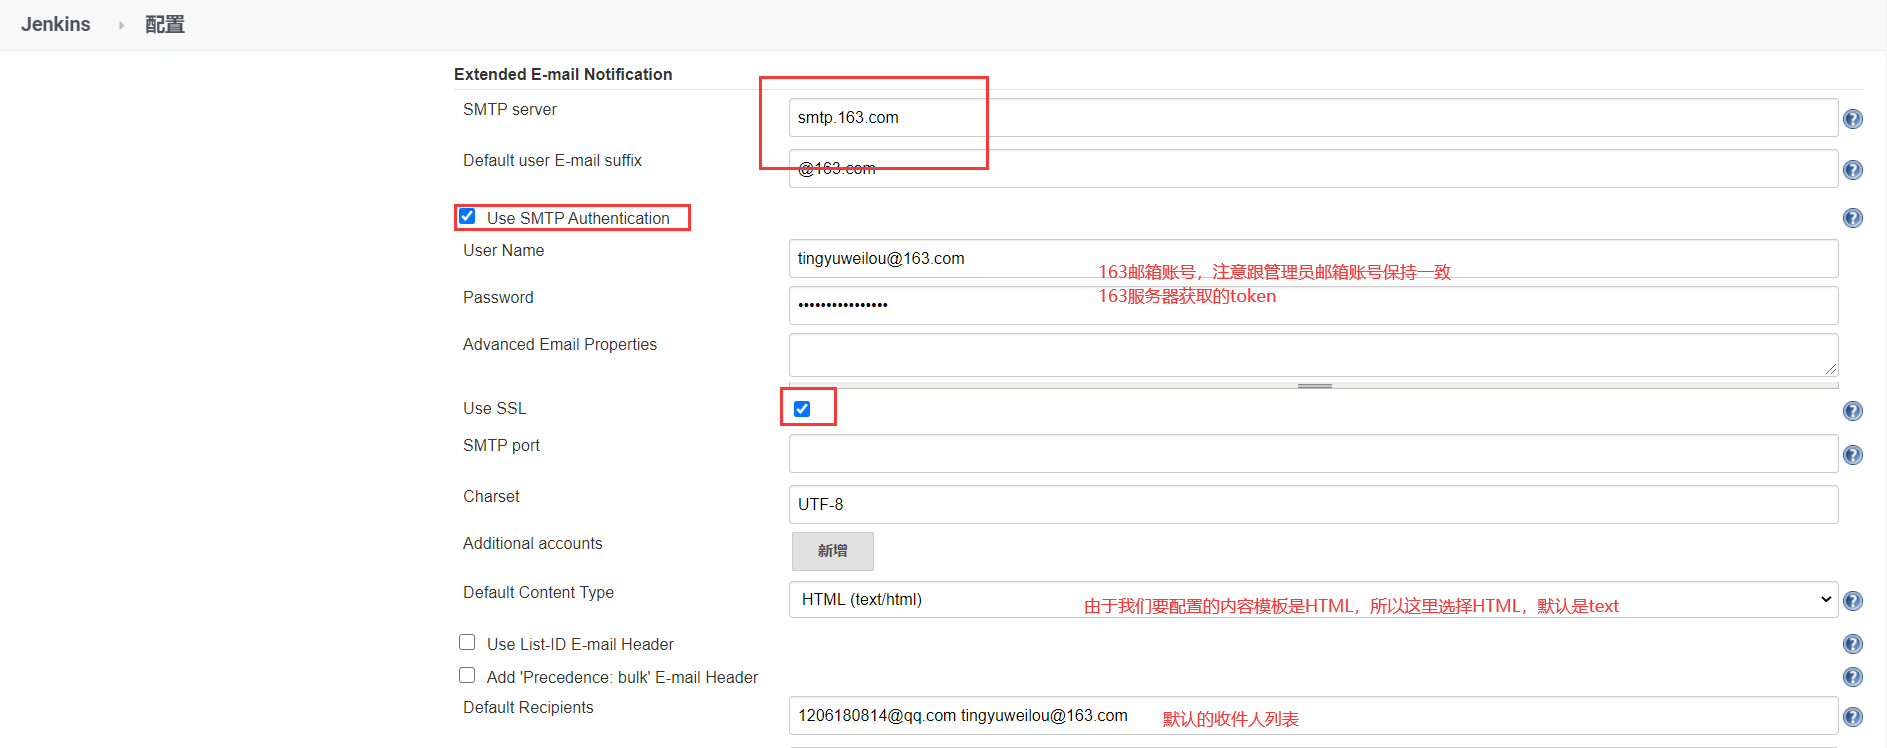 Jenkins 配置
Extended E-mail Notification
SMTP server
smtp.163.com
Default user E-mail suffix
@163.com
Use SMTP Authentication
User Name
tingyuweilou@163.com
163邮箱账号，注意跟管理员邮箱账号保持一致
Password
••••••••••••••••
163服务器获取的token
Advanced Email Properties
Use SSL
SMTP port
Charset
UTF-8
Additional accounts
新增
Default Content Type
HTML (text/html)
由于我们要配置的内容模板是HTML，所以这里选择HTML，默认是text
Use List-ID E-mail Header
Add 'Precedence: bulk' E-mail Header
Default Recipients
1206180814@qq.com tingyuweilou@163.com
默认的收件人列表